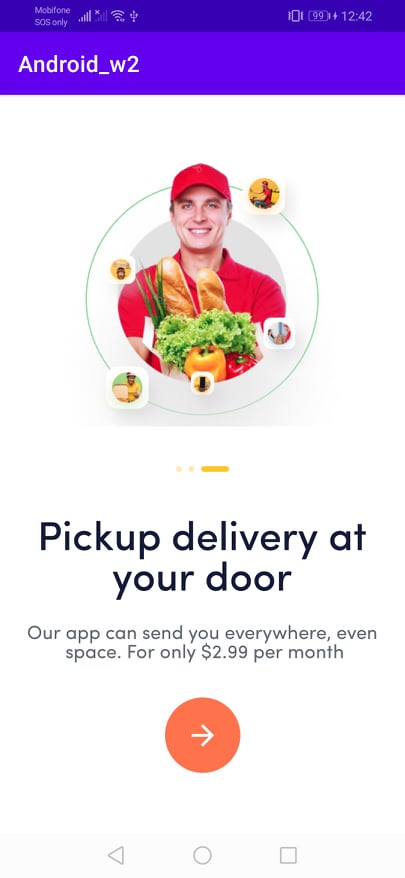 Mobifone
SOS only
99
12:42
Android_w2
Pickup delivery at
your door
Our app can send you everywhere, even
space. For only $2.99 per month